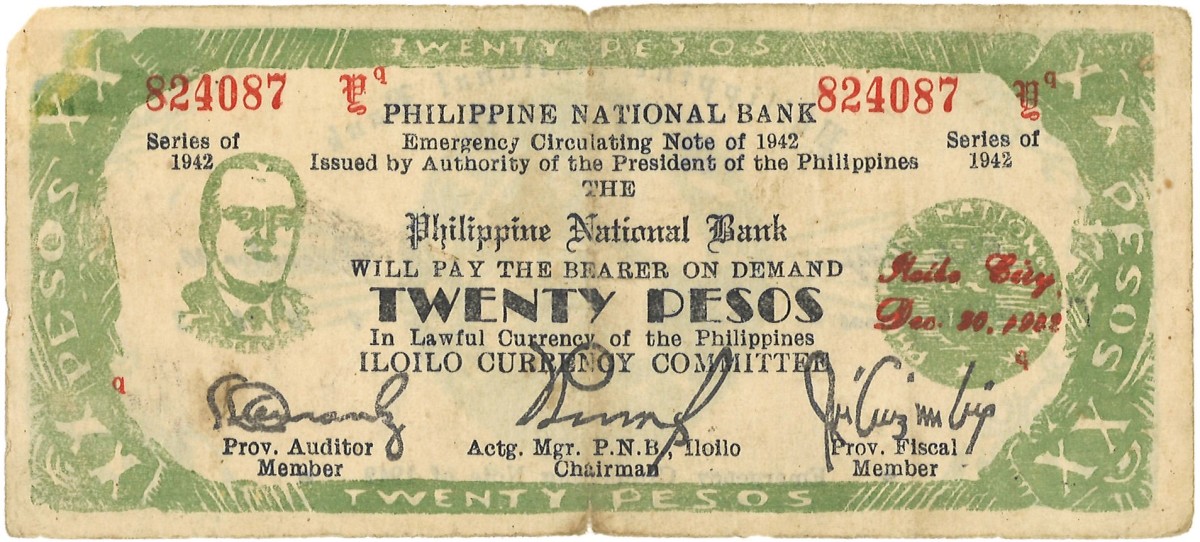 TWENTY PESOS
824087
824087
PHILIPPINE NATIONAL BANK
Series of
1942
Emergency Circulating Note of 1942
Series of
1942
Issued by Authority of the President of the Philippines
THE
Philippine National Bank
WILL PAY THE BEARER ON DEMAND
TWENTY PESOS
In Lawful Currency of the Philippines
ILOILO CURRENCY COMMITTEE
Iloilo City,
Dec. 20, 1942
PESOS
PESOS
q
q
Prov. Auditor
Member
Actg. Mgr. P.N.B., Iloilo
Chairman
Prov. Fiscal
Member
TWENTY PESOS